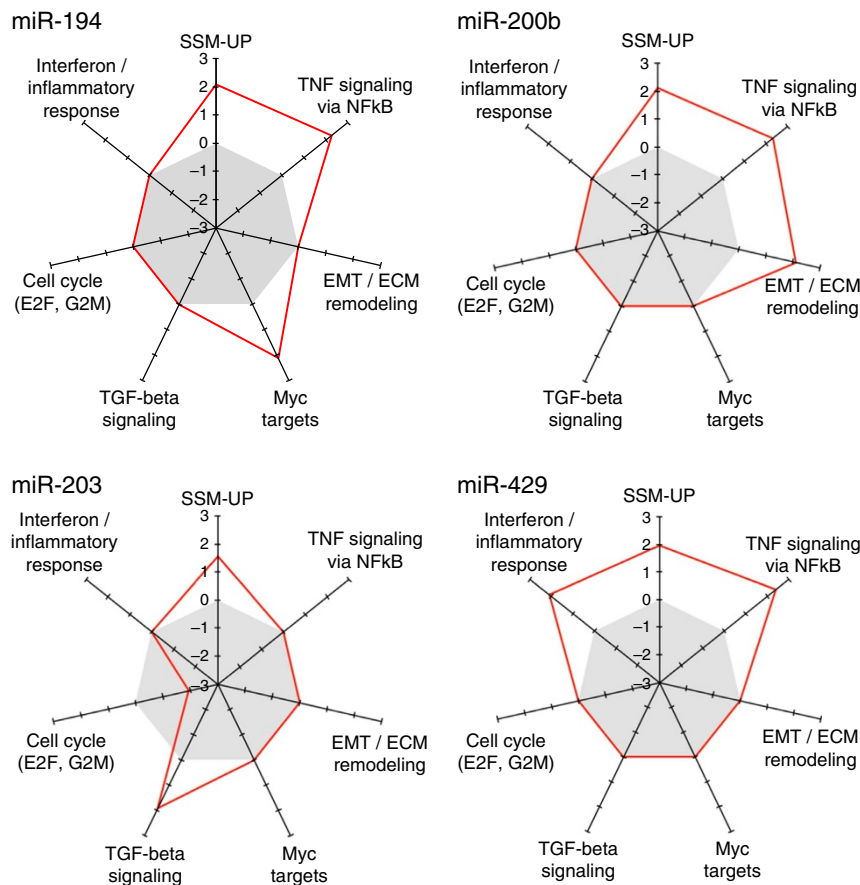 miR-194
SSM-UP
Interferon /
inflammatory
response
TNF signaling
via NFkB
3
2
1
0
–1
–2
–3
Cell cycle
(E2F, G2M)
EMT / ECM
remodeling
TGF-beta
signaling
Myc
targets
miR-200b
SSM-UP
Interferon /
inflammatory
response
TNF signaling
via NFkB
3
2
1
0
–1
–2
–3
Cell cycle
(E2F, G2M)
EMT / ECM
remodeling
TGF-beta
signaling
Myc
targets
miR-203
SSM-UP
Interferon /
inflammatory
response
TNF signaling
via NFkB
3
2
1
0
–1
–2
–3
Cell cycle
(E2F, G2M)
EMT / ECM
remodeling
TGF-beta
signaling
Myc
targets
miR-429
SSM-UP
Interferon /
inflammatory
response
TNF signaling
via NFkB
3
2
1
0
–1
–2
–3
Cell cycle
(E2F, G2M)
EMT / ECM
remodeling
TGF-beta
signaling
Myc
targets